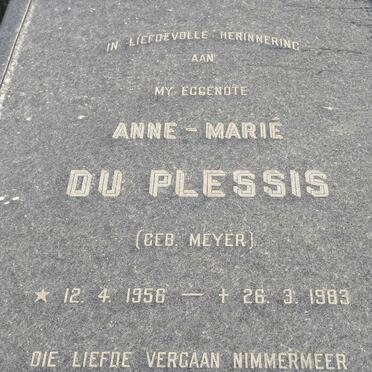 IN LIEFDEVOLLE HERINNERING
AAN
MY EGGENOTE
ANNE-MARIÉ
DU PLESSIS
(GEB. MEYER)
★ 12. 4. 1956 — † 26. 3. 1983
DIE LIEFDE VERGAAN NIMMERMEER